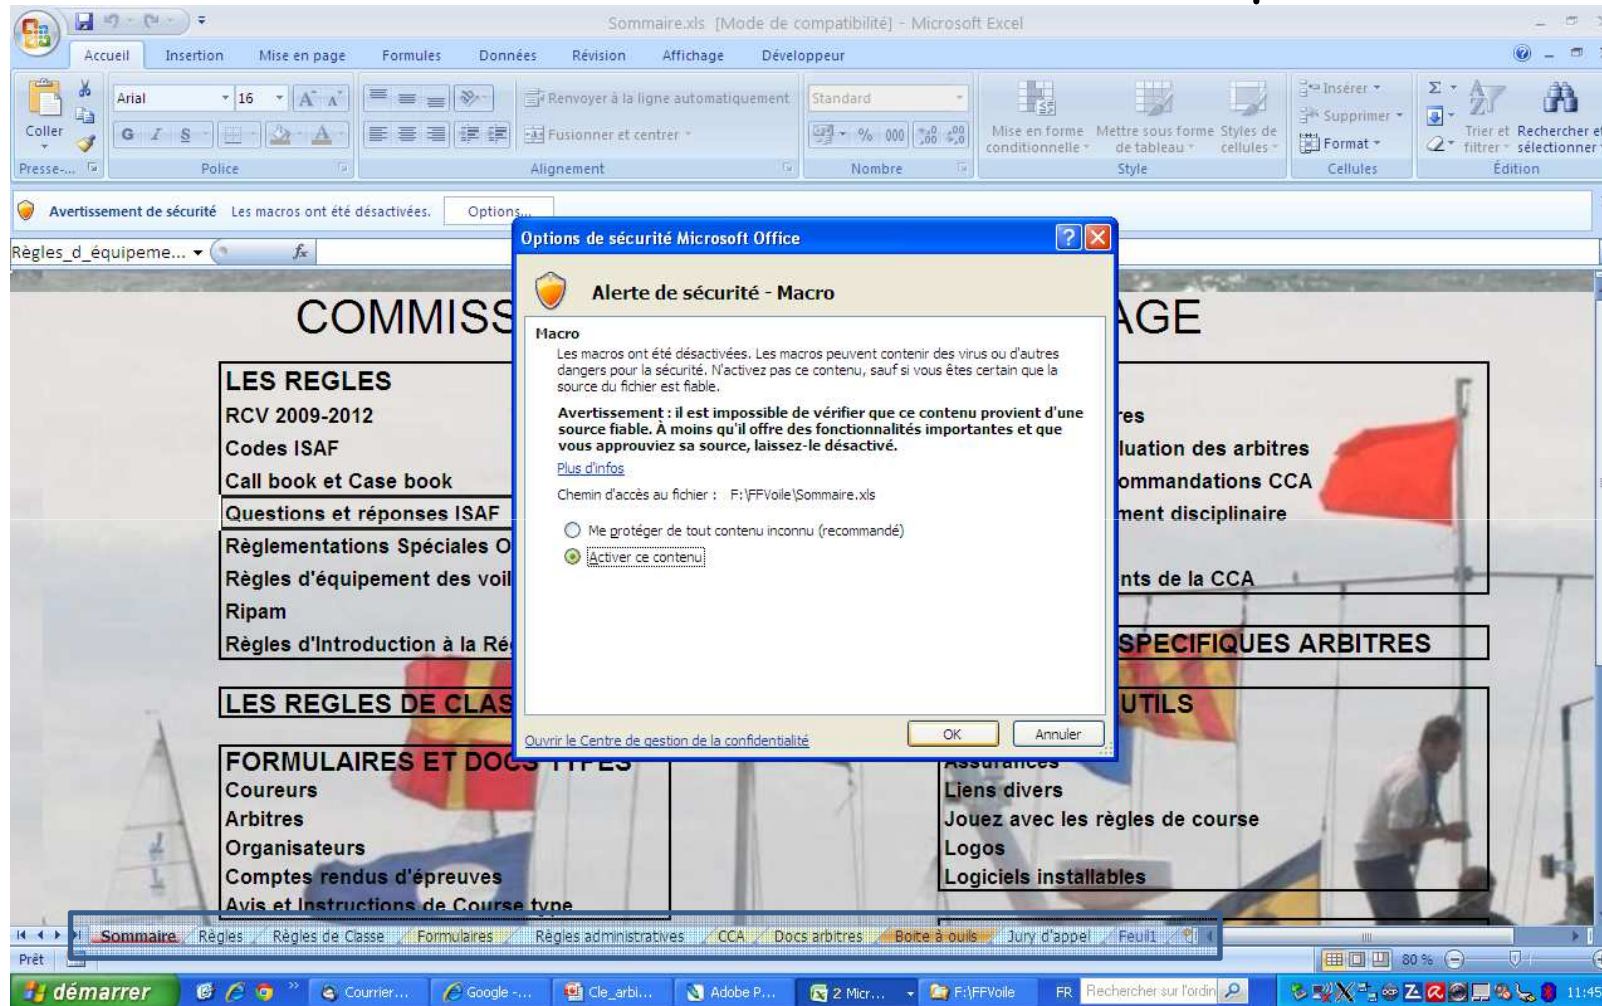 Sommaire.xls [Mode de compatibilité] - Microsoft Excel
Accueil Insertion Mise en page Formules Données Révision Affichage Développeur
Arial 16 Renvoyer à la ligne automatiquement Standard Insérer
Coller G I S Fusionner et centrer % 000 Mise en forme conditionnelle Mettre sous forme de tableau Styles de cellules Supprimer Format Trier et filtrer Rechercher et sélectionner
Presse-... Police Alignement Nombre Style Cellules Édition
Avertissement de sécurité Les macros ont été désactivées. Options...
Règles_d_équipeme... fx
Options de sécurité Microsoft Office
Alerte de sécurité - Macro
Macro
Les macros ont été désactivées. Les macros peuvent contenir des virus ou d'autres
dangers pour la sécurité. N'activez pas ce contenu, sauf si vous êtes certain que la
source du fichier est fiable.
Avertissement : il est impossible de vérifier que ce contenu provient d'une
source fiable. À moins qu'il offre des fonctionnalités importantes et que
vous approuviez sa source, laissez-le désactivé.
Plus d'infos
Chemin d'accès au fichier : F:\FFVoile\Sommaire.xls
Me protéger de tout contenu inconnu (recommandé)
Activer ce contenu
Ouvrir le Centre de gestion de la confidentialité OK Annuler
COMMISS
AGE
LES REGLES
RCV 2009-2012
Codes ISAF
Call book et Case book
Questions et réponses ISAF
Règlementations Spéciales O
Règles d'équipement des voil
Ripam
Règles d'Introduction à la Ré
LES REGLES DE CLAS
FORMULAIRES ET DOCS TYPES
Coureurs
Arbitres
Organisateurs
Comptes rendus d'épreuves
Avis et Instructions de Course type
res
luation des arbitres
ommandations CCA
ment disciplinaire
nts de la CCA
SPECIFIQUES ARBITRES
UTILS
Assurances
Liens divers
Jouez avec les règles de course
Logos
Logiciels installables
Sommaire Règles Règles de Classe Formulaires Règles administratives CCA Docs arbitres Boite à ouils Jury d'appel Feuil1
Prêt 80 %
démarrer Courrier... Google -... Cle_arbi... Adobe P... 2 Micr... F:\FFVoile FR Rechercher sur l'ordin 11:45